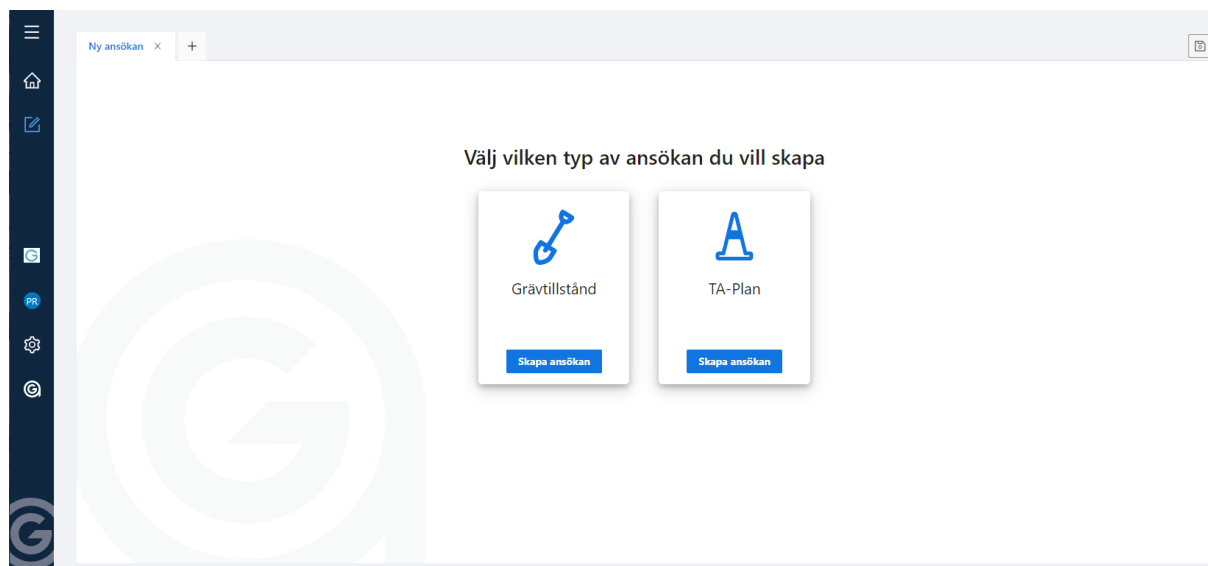 Ny ansökan
Välj vilken typ av ansökan du vill skapa
Grävtillstånd
TA-Plan
Skapa ansökan
Skapa ansökan
G
PR
G
G